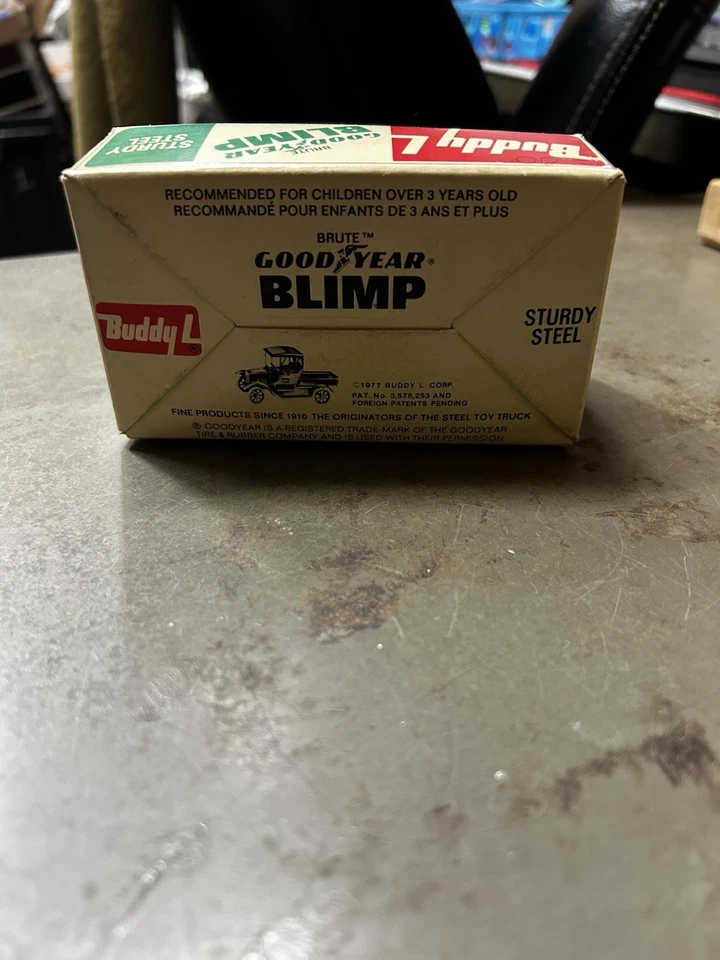 STURDY
STEEL
BRUTE
GOODYEAR
BLIMP
Buddy L
RECOMMENDED FOR CHILDREN OVER 3 YEARS OLD
RECOMMANDÉ POUR ENFANTS DE 3 ANS ET PLUS
BRUTE™
GOODYEAR®
BLIMP
Buddy L®
STURDY
STEEL
©1977 BUDDY L CORP.
PAT. No. 3,576,253 AND
FOREIGN PATENTS PENDING
FINE PRODUCTS SINCE 1910 THE ORIGINATORS OF THE STEEL TOY TRUCK
® GOODYEAR IS A REGISTERED TRADE-MARK OF THE GOODYEAR
TIRE & RUBBER COMPANY AND IS USED WITH THEIR PERMISSION